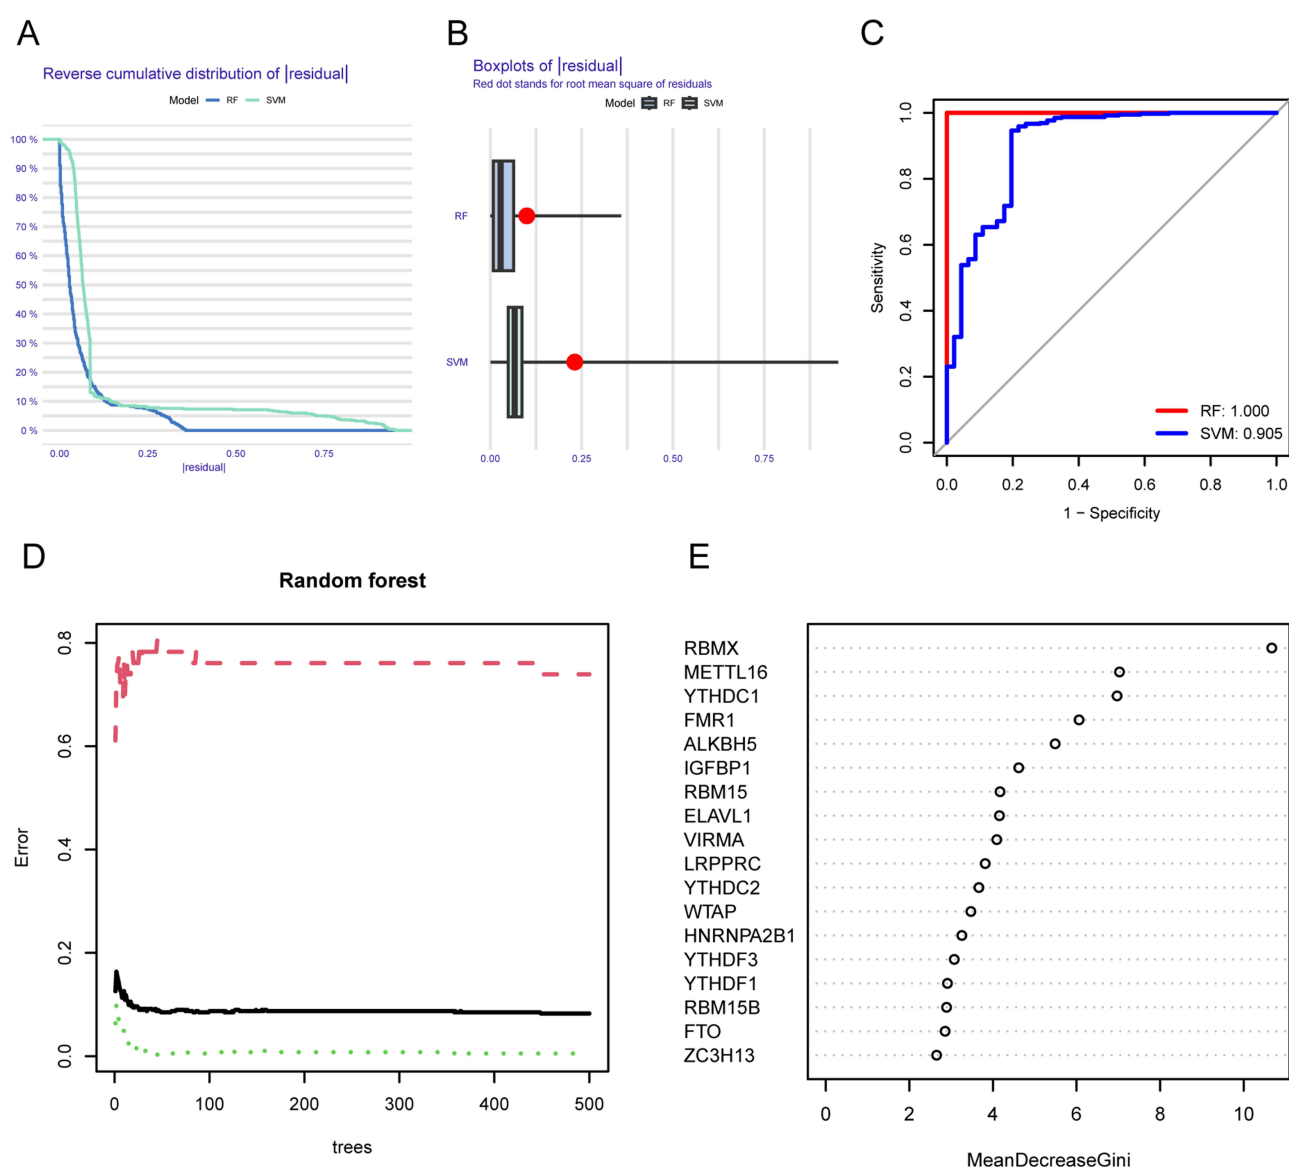 A
Reverse cumulative distribution of |residual|
Model RF SVM
100 %
90 %
80 %
70 %
60 %
50 %
40 %
30 %
20 %
10 %
0 %
0.00 0.25 0.50 0.75
|residual|
B
Boxplots of |residual|
Red dot stands for root mean square of residuals
Model RF SVM
RF
SVM
0.00 0.25 0.50 0.75
C
Sensitivity
1.0
0.8
0.6
0.4
0.2
0.0
RF: 1.000
SVM: 0.905
0.0 0.2 0.4 0.6 0.8 1.0
1 − Specificity
D
Random forest
Error
0.8
0.6
0.4
0.2
0.0
0 100 200 300 400 500
trees
E
RBMX
METTL16
YTHDC1
FMR1
ALKBH5
IGFBP1
RBM15
ELAVL1
VIRMA
LRPPRC
YTHDC2
WTAP
HNRNPA2B1
YTHDF3
YTHDF1
RBM15B
FTO
ZC3H13
0 2 4 6 8 10
MeanDecreaseGini